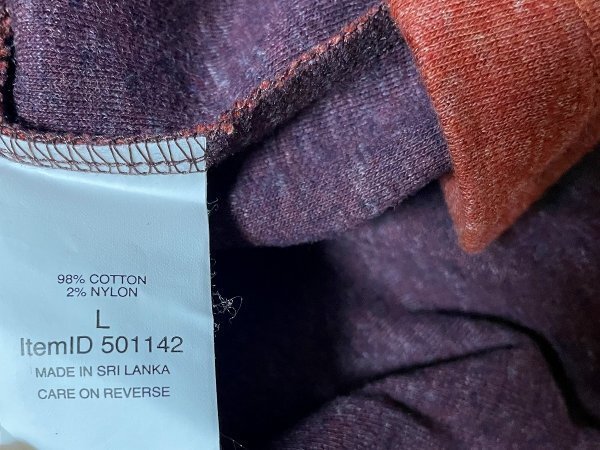 98% COTTON
2% NYLON
L
ItemID 501142
MADE IN SRI LANKA
CARE ON REVERSE